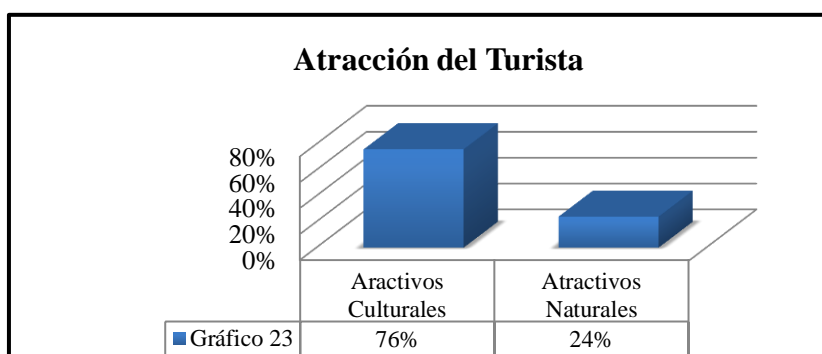 Atracción del Turista
80%
60%
40%
20%
0%
Aractivos Culturales
Atractivos Naturales
Gráfico 23 76% 24%